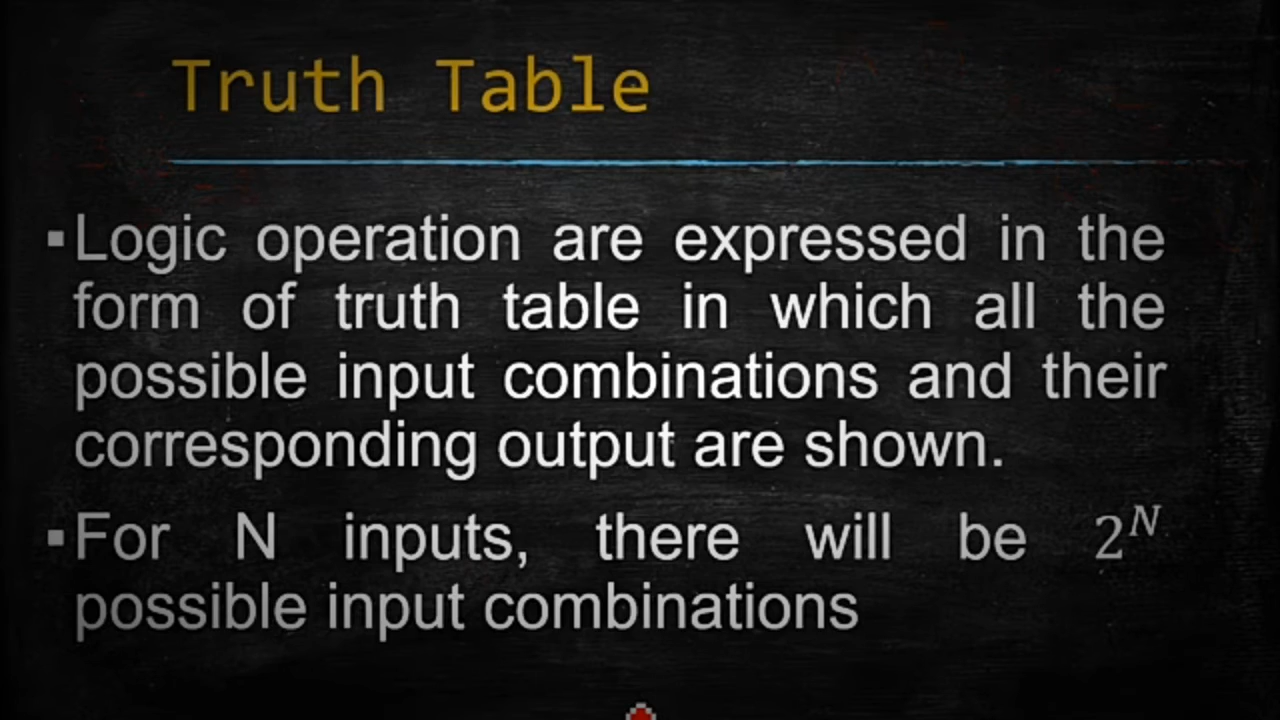 Truth Table
▪Logic operation are expressed in the
form of truth table in which all the
possible input combinations and their
corresponding output are shown.
▪For N inputs, there will be 2^N
possible input combinations